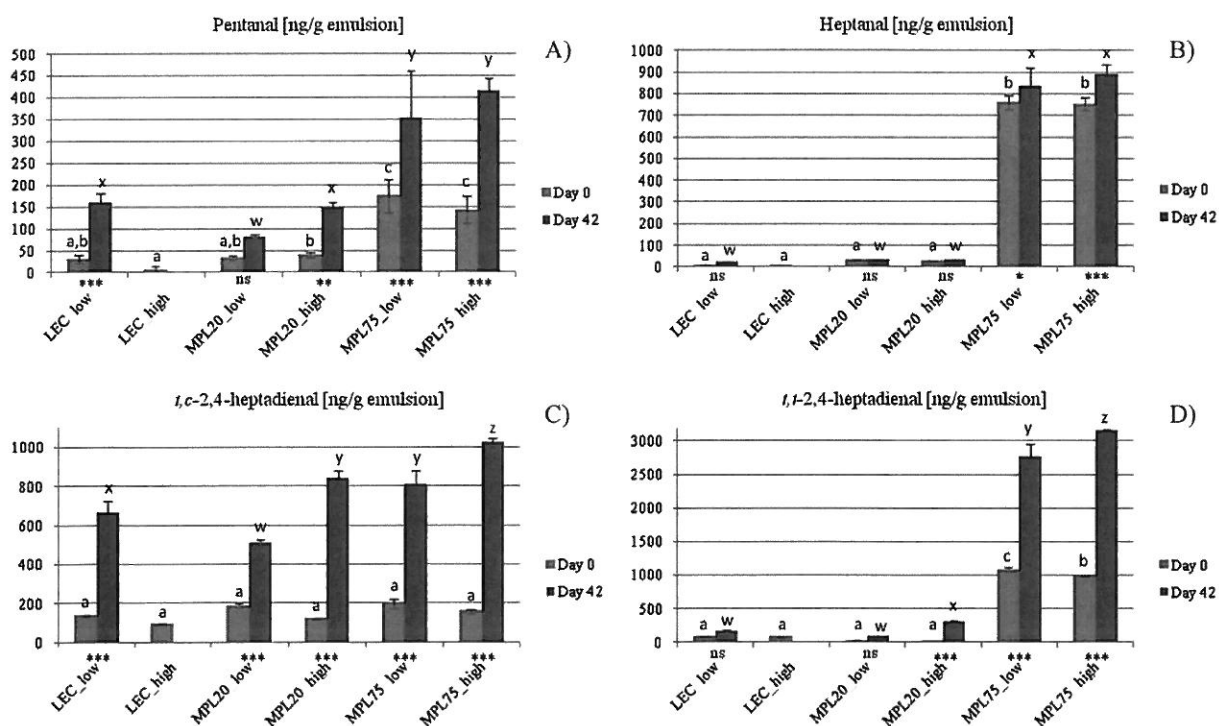 Pentanal [ng/g emulsion]
A)
500
450
400
350
300
250
200
150
100
50
0
a,b
x
a
a,b
w
b
x
c
y
c
y
***
ns
**
***
***
LEC_low
LEC_high
MPL20_low
MPL20_high
MPL75_low
MPL75_high
Day 0
Day 42
Heptanal [ng/g emulsion]
B)
1000
900
800
700
600
500
400
300
200
100
0
a
w
a
a
w
a
w
b
x
b
x
ns
ns
ns
*
***
LEC_low
LEC_high
MPL20_low
MPL20_high
MPL75_low
MPL75_high
Day 0
Day 42
t,c-2,4-heptadienal [ng/g emulsion]
C)
1000
800
600
400
200
0
a
x
a
a
w
a
y
a
y
a
z
***
***
***
***
***
LEC_low
LEC_high
MPL20_low
MPL20_high
MPL75_low
MPL75_high
Day 0
Day 42
t,t-2,4-heptadienal [ng/g emulsion]
D)
3000
2500
2000
1500
1000
500
0
a
w
a
a
w
a
x
c
y
b
z
ns
ns
***
***
***
LEC_low
LEC_high
MPL20_low
MPL20_high
MPL75_low
MPL75_high
Day 0
Day 42